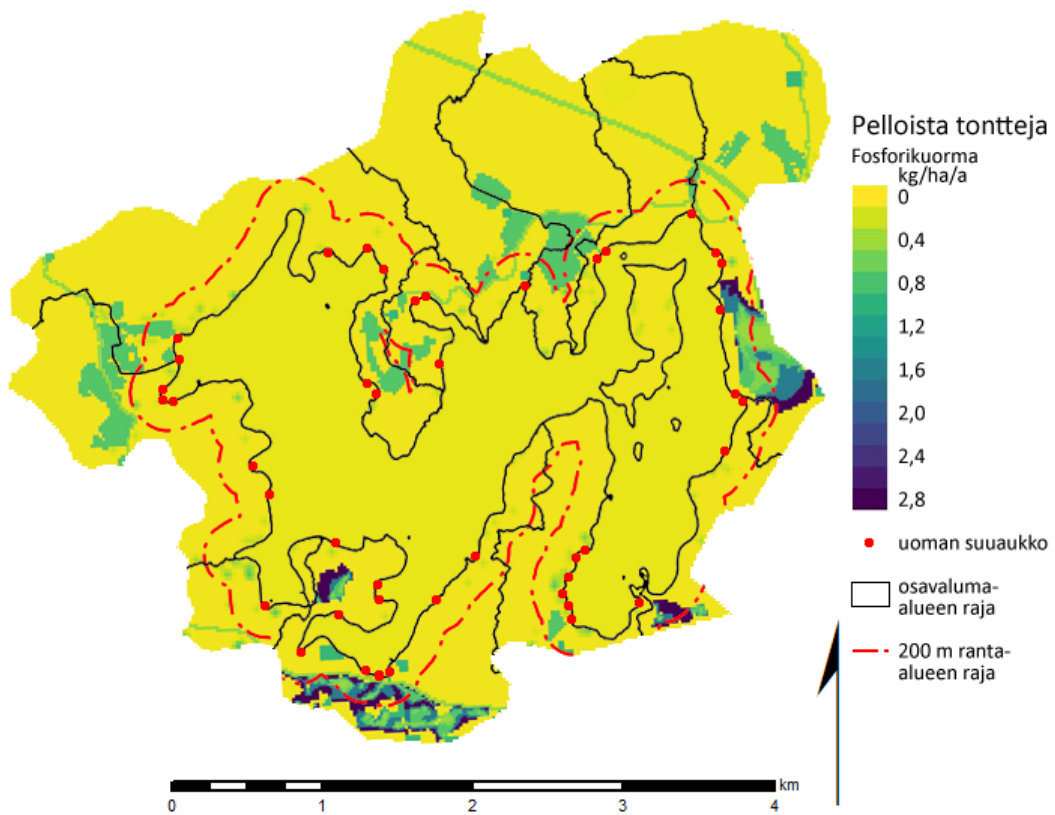 Pelloista tontteja
Fosforikuorma
kg/ha/a
0
0,4
0,8
1,2
1,6
2,0
2,4
2,8
uoman suuaukko
osavaluma-
alueen raja
200 m ranta-
alueen raja
km
0 1 2 3 4